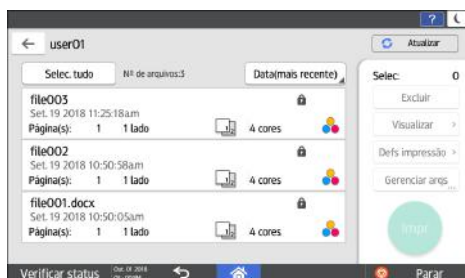 ?
user01
Atualizar
Selec. tudo
Nº de arquivos:3
Data(mais recente)
Selec:
0
file003
Set. 19 2018 11:25:18am
Página(s): 1 1 lado
4 cores
file002
Set. 19 2018 10:50:58am
Página(s): 1 1 lado
4 cores
file001.docx
Set. 19 2018 10:50:05am
Página(s): 1 1 lado
4 cores
Excluir
Visualizar >
Defs impressão >
Gerenciar arqs
Impr
Verificar status
Out. 01 2018
Parar